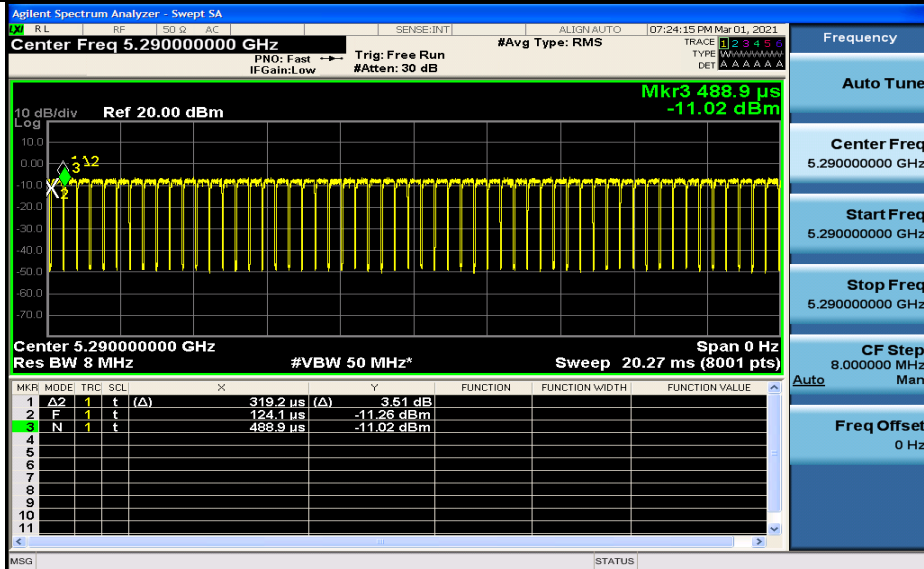 Agilent Spectrum Analyzer - Swept SA
LXI RL RF 50 Ω AC SENSE:INT ALIGN AUTO 07:24:15 PM Mar 01, 2021
Center Freq 5.290000000 GHz
PNO: Fast
IFGain:Low
Trig: Free Run
#Atten: 30 dB
#Avg Type: RMS
TRACE 1 2 3 4 5 6
TYPE WWWWWW
DET A A A A A A
Mkr3 488.9 µs
-11.02 dBm
10 dB/div Ref 20.00 dBm
Log
10.0
0.00
-10.0
-20.0
-30.0
-40.0
-50.0
-60.0
-70.0
1Δ2
3
2
Center 5.290000000 GHz Span 0 Hz
Res BW 8 MHz #VBW 50 MHz* Sweep 20.27 ms (8001 pts)
MKR MODE TRC SCL X Y FUNCTION FUNCTION WIDTH FUNCTION VALUE
1 Δ2 1 t (Δ) 319.2 µs (Δ) 3.51 dB
2 F 1 t 124.1 µs -11.26 dBm
3 N 1 t 488.9 µs -11.02 dBm
4
5
6
7
8
9
10
11
MSG STATUS
Frequency
Auto Tune
Center Freq
5.290000000 GHz
Start Freq
5.290000000 GHz
Stop Freq
5.290000000 GHz
CF Step
8.000000 MHz
Auto Man
Freq Offset
0 Hz